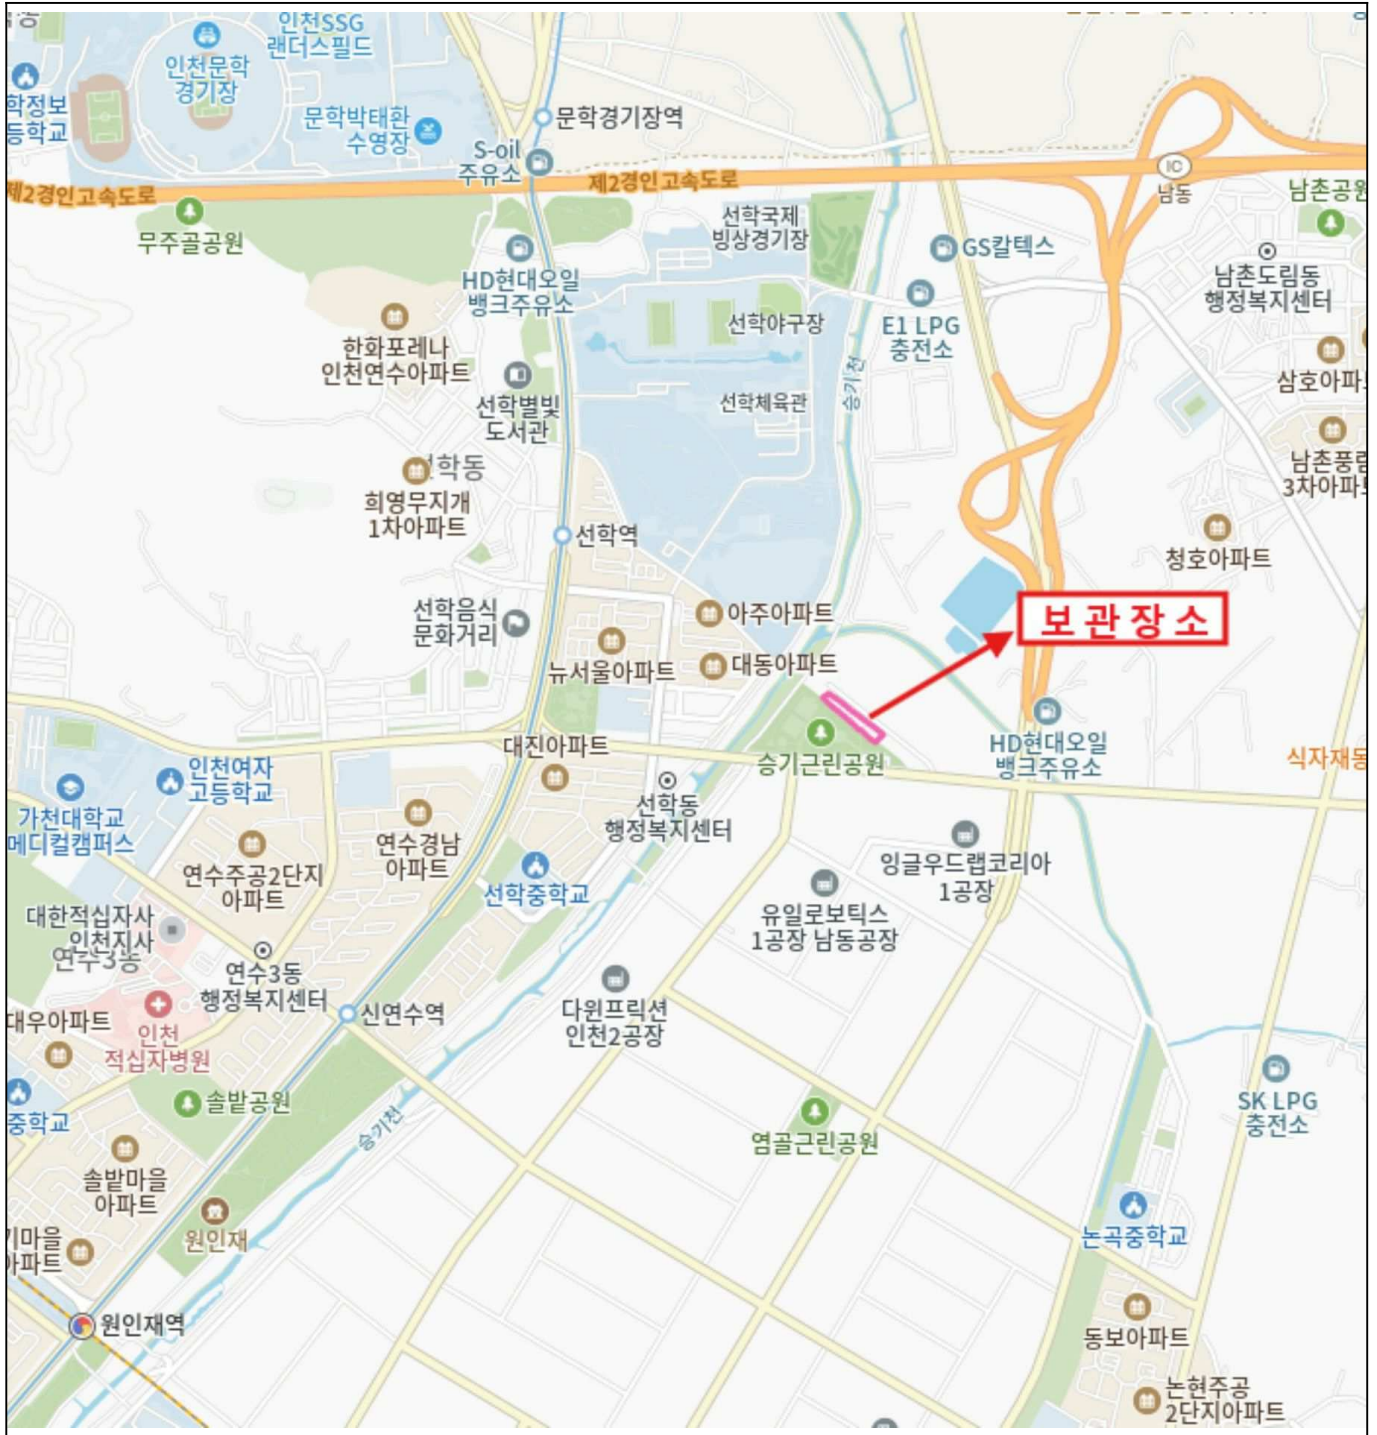 인천SSG
랜더스필드
인천문학
경기장
학정보
등학교
문학박태환
수영장
문학경기장역
S-oil
주유소
제2경인고속도로
제2경인고속도로
IC
남동
남촌공원
무주골공원
선학국제
빙상경기장
GS칼텍스
HD현대오일
뱅크주유소
남촌도림동
행정복지센터
E1 LPG
충전소
선학야구장
한화포레나
인천연수아파트
승기천
삼호아파
선학별빛
도서관
선학체육관
학동
남촌풍림
3차아파
희영무지개
1차아파트
선학역
청호아파트
선학음식
문화거리
아주아파트
보관장소
대동아파트
뉴서울아파트
대진아파트
승기근린공원
HD현대오일
뱅크주유소
식자재동
인천여자
고등학교
가천대학교
메디컬캠퍼스
선학동
행정복지센터
연수경남
아파트
연수주공2단지
아파트
잉글우드랩코리아
1공장
선학중학교
유일로보틱스
1공장 남동공장
대한적십자사
인천지사
연수3동
연수3동
행정복지센터
다윈프릭션
인천2공장
신연수역
대우아파트
인천
적십자병원
솔밭공원
중학교
승기천
SK LPG
충전소
염골근린공원
솔밭마을
아파트
원인재
기마을
아파트
논곡중학교
원인재역
동보아파트
논현주공
2단지아파트